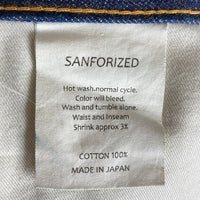 SANFORIZED
Hot wash.normal cycle.
Color will bleed.
Wash and tumble alone.
Waist and Inseam
Shrink approx 3%
COTTON 100%
MADE IN JAPAN